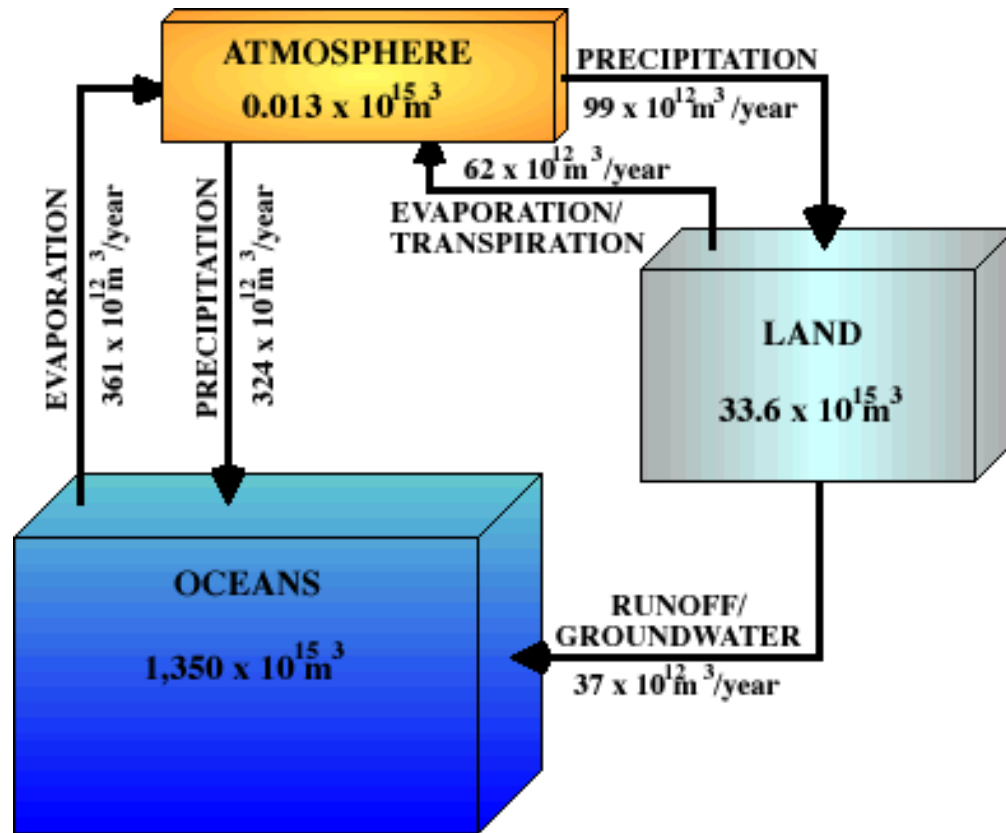 ATMOSPHERE
0.013 x 10¹⁵m³
PRECIPITATION
99 x 10¹²m³/year
62 x 10¹²m³/year
EVAPORATION/
TRANSPIRATION
EVAPORATION
361 x 10¹²m³/year
PRECIPITATION
324 x 10¹²m³/year
LAND
33.6 x 10¹⁵m³
OCEANS
1,350 x 10¹⁵m³
RUNOFF/
GROUNDWATER
37 x 10¹²m³/year